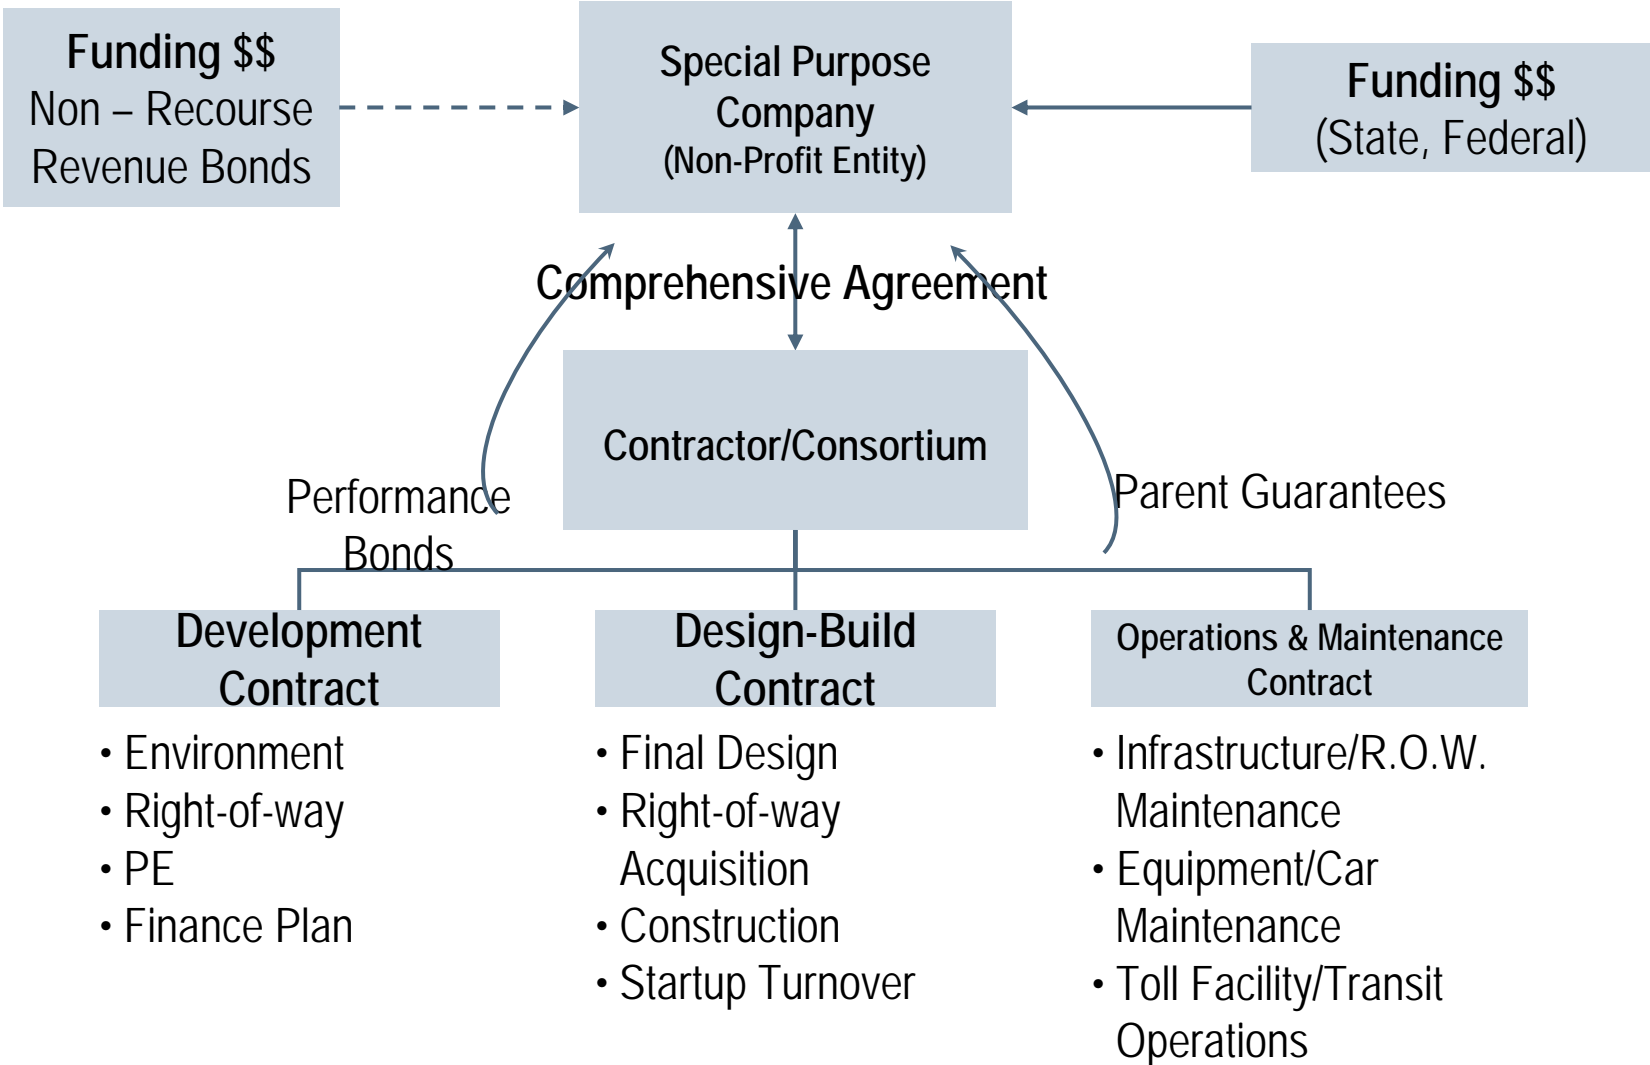 Funding $$
Non – Recourse
Revenue Bonds
Special Purpose
Company
(Non-Profit Entity)
Funding $$
(State, Federal)
Comprehensive Agreement
Contractor/Consortium
Performance
Bonds
Parent Guarantees
Development
Contract
• Environment
• Right-of-way
• PE
• Finance Plan
Design-Build
Contract
• Final Design
• Right-of-way
Acquisition
• Construction
• Startup Turnover
Operations & Maintenance
Contract
• Infrastructure/R.O.W.
Maintenance
• Equipment/Car
Maintenance
• Toll Facility/Transit
Operations